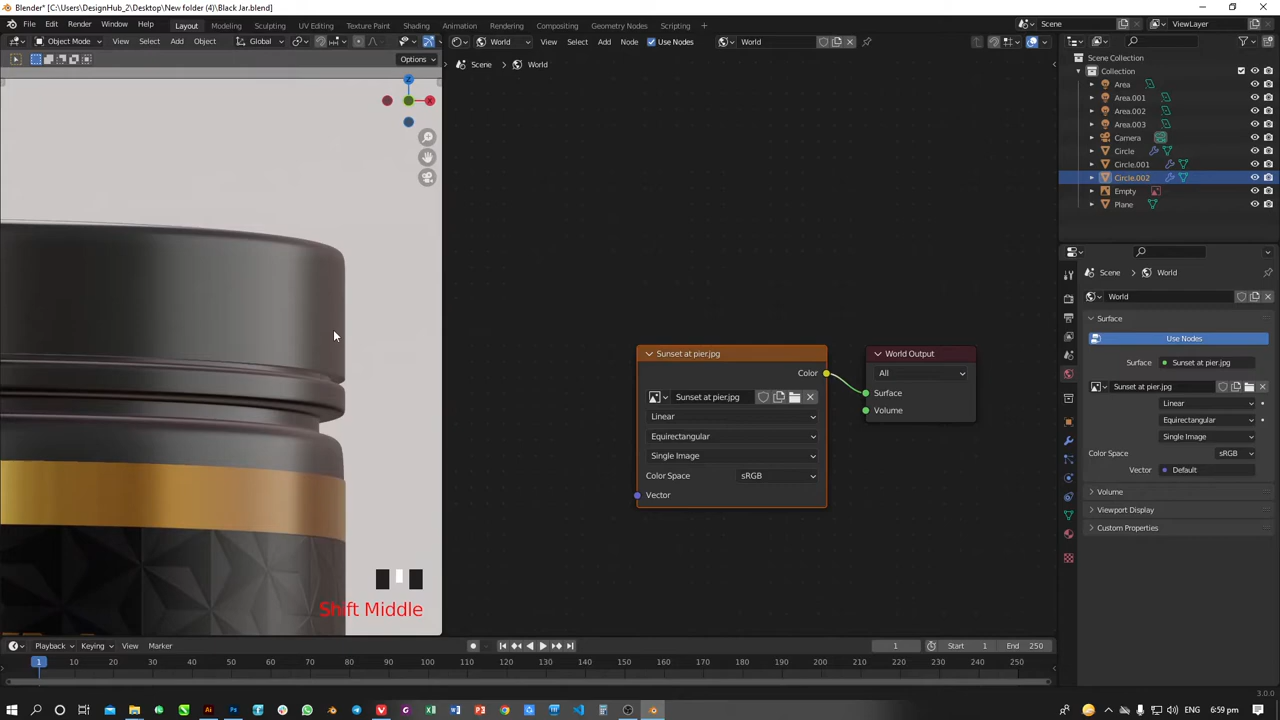 Blender* [C:\Users\DesignHub_2\Desktop\New folder (4)\Black Jar.blend]
File Edit Render Window Help Layout Modeling Sculpting UV Editing Texture Paint Shading Animation Rendering Compositing Geometry Nodes Scripting + Scene ViewLayer
Object Mode View Select Add Object Global World View Select Add Node Use Nodes World
Options
Scene World
Scene Collection
Collection
Area
Area.001
Area.002
Area.003
Camera
Circle
Circle.001
Circle.002
Empty
Plane
Z
X
Scene World
World
Surface
Use Nodes
Surface Sunset at pier.jpg
Sunset at pier.jpg
Linear
Equirectangular
Single Image
Color Space sRGB
Vector Default
Volume
Viewport Display
Custom Properties
Sunset at pier.jpg
Color
Sunset at pier.jpg
Linear
Equirectangular
Single Image
Color Space sRGB
Vector
World Output
All
Surface
Volume
Shift Middle
Playback Keying View Marker 1 Start 1 End 250
1 10 20 30 40 50 60 70 80 90 100 110 120 130 140 150 160 170 180 190 200 210 220 230 240 250
3.0.0
ENG 6:59 pm